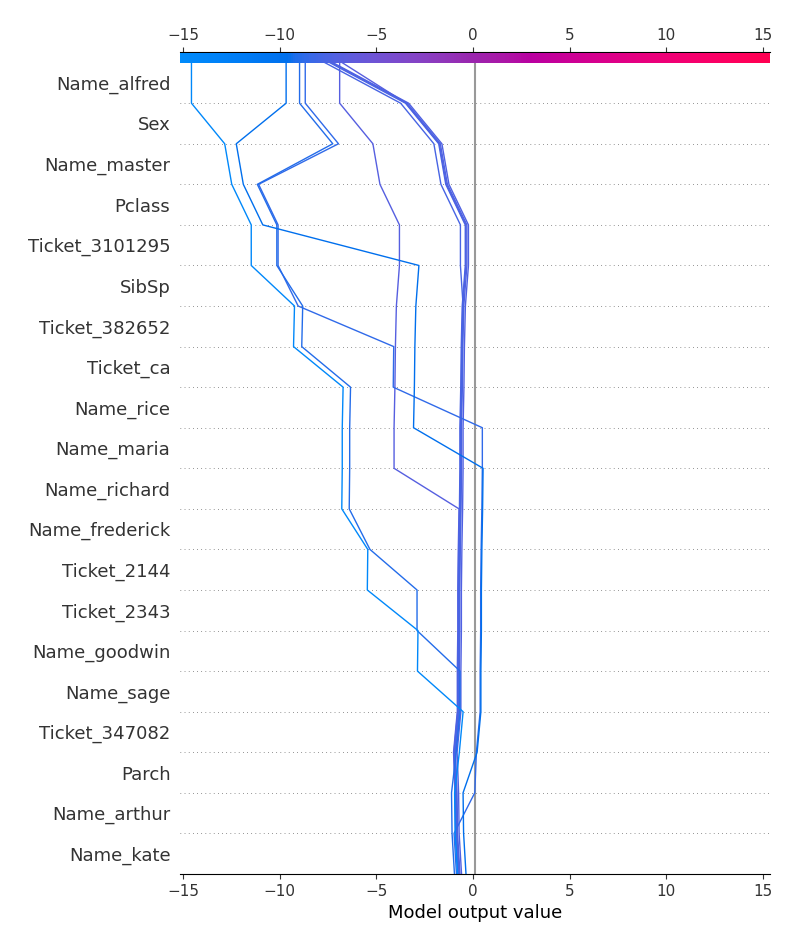 −15 −10 −5 0 5 10 15
Name_alfred
Sex
Name_master
Pclass
Ticket_3101295
SibSp
Ticket_382652
Ticket_ca
Name_rice
Name_maria
Name_richard
Name_frederick
Ticket_2144
Ticket_2343
Name_goodwin
Name_sage
Ticket_347082
Parch
Name_arthur
Name_kate
−15 −10 −5 0 5 10 15
Model output value